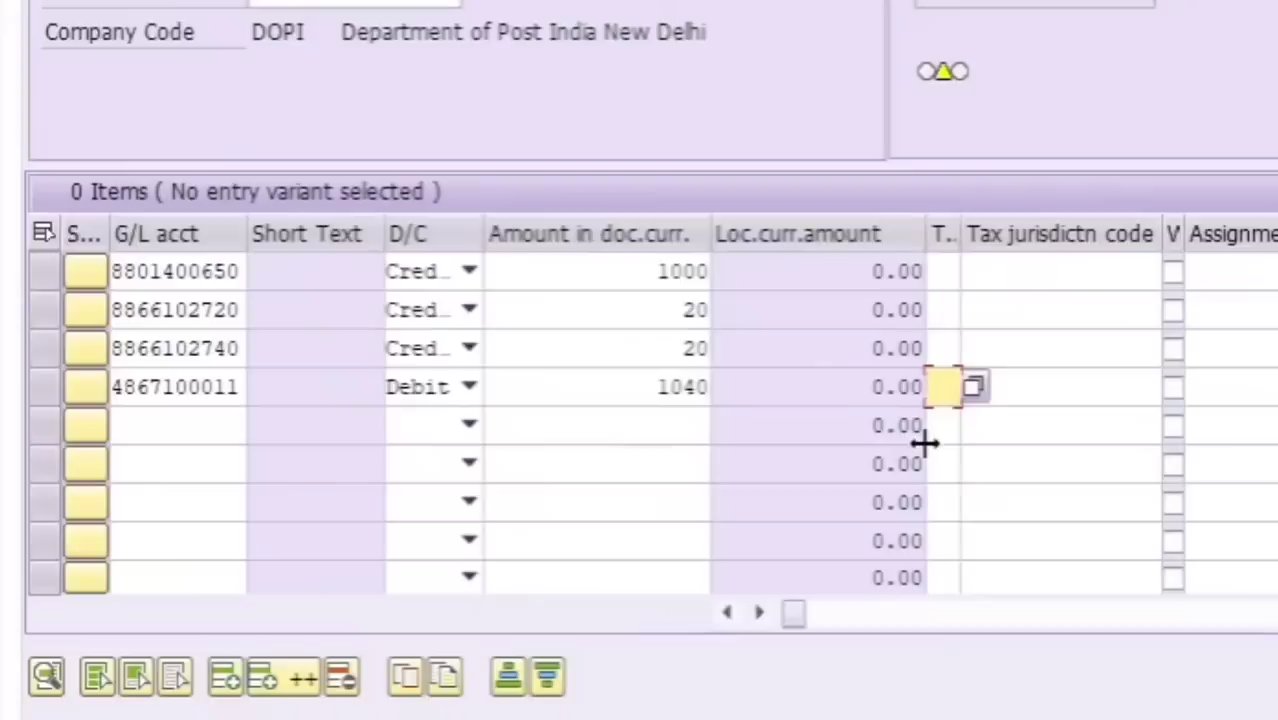 Company Code DOPI Department of Post India New Delhi
0 Items ( No entry variant selected )
S... G/L acct Short Text D/C Amount in doc.curr. Loc.curr.amount T.. Tax jurisdictn code V Assignme
8801400650 Cred… 1000 0.00
8866102720 Cred… 20 0.00
8866102740 Cred… 20 0.00
4867100011 Debit 1040 0.00
0.00
0.00
0.00
0.00
0.00
++